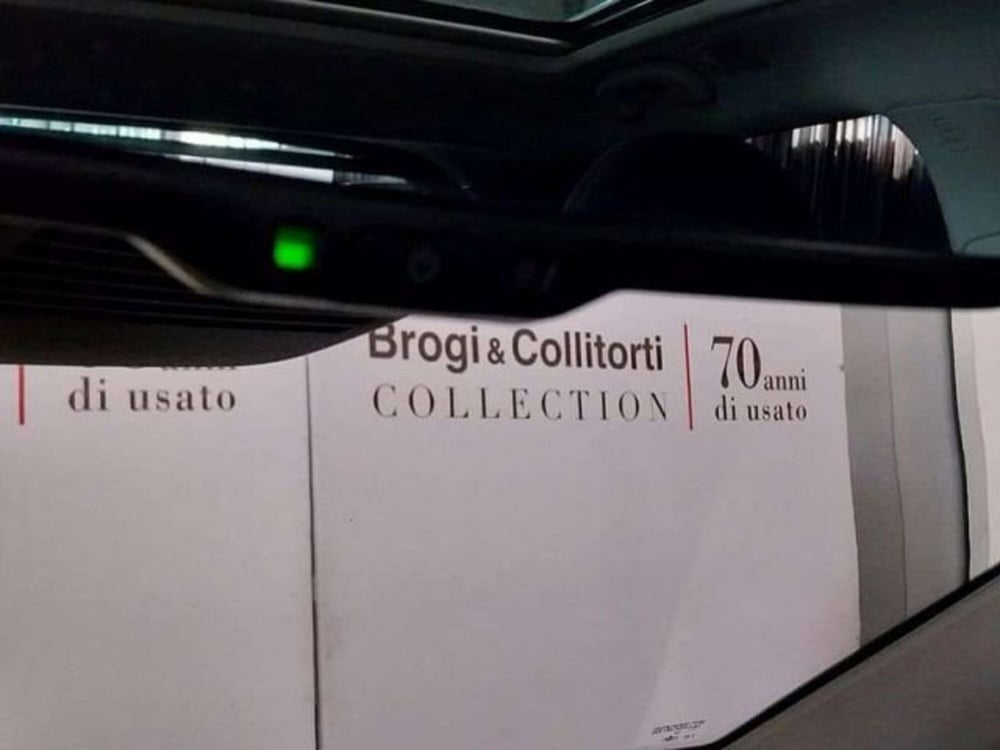 di usato
Brogi & Collitorti
COLLECTION
70 anni
di usato